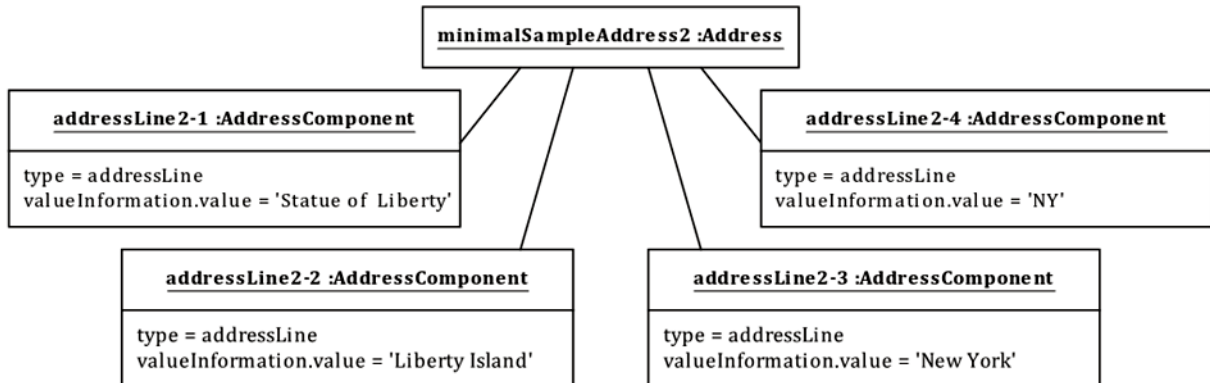 minimalSampleAddress2 :Address
addressLine2-1 :AddressComponent
type = addressLine
valueInformation.value = 'Statue of Liberty'
addressLine2-4 :AddressComponent
type = addressLine
valueInformation.value = 'NY'
addressLine2-2 :AddressComponent
type = addressLine
valueInformation.value = 'Liberty Island'
addressLine2-3 :AddressComponent
type = addressLine
valueInformation.value = 'New York'